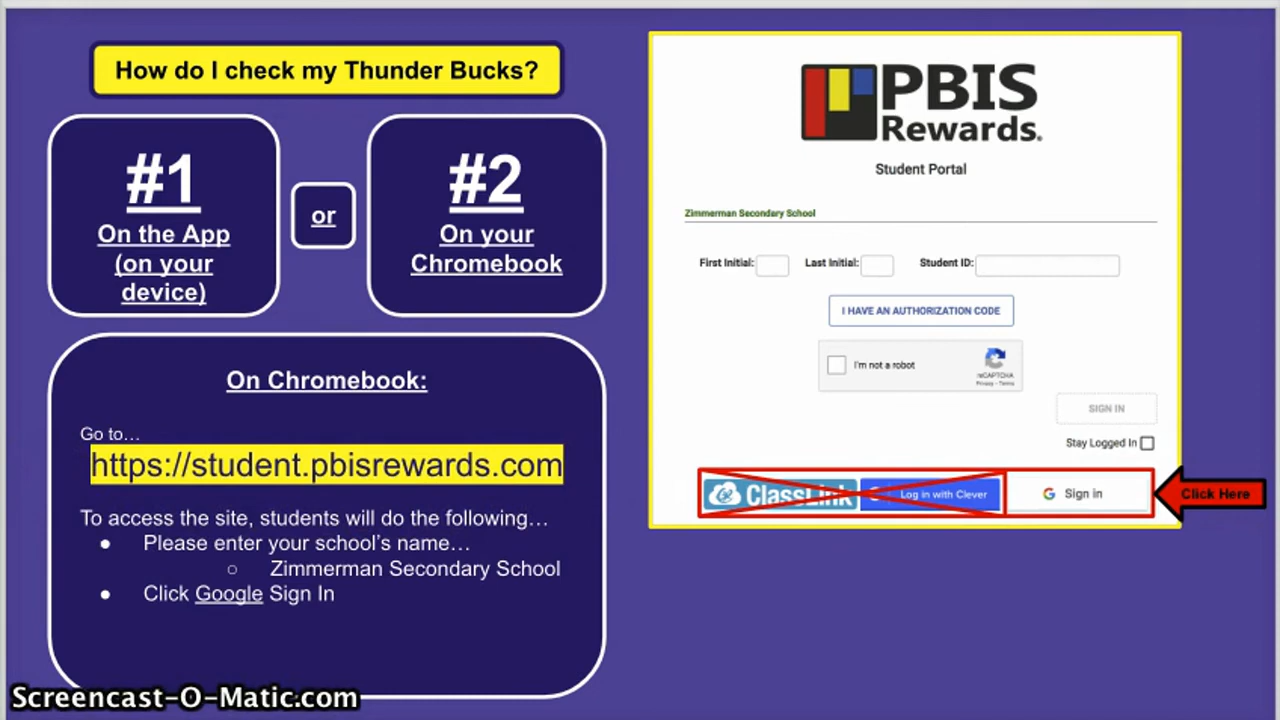 How do I check my Thunder Bucks?
#1
On the App
(on your
device)
or
#2
On your
Chromebook
On Chromebook:
Go to…
https://student.pbisrewards.com
To access the site, students will do the following…
● Please enter your school’s name…
○ Zimmerman Secondary School
● Click Google Sign In
PBIS
Rewards.
Student Portal
Zimmerman Secondary School
First Initial: Last Initial: Student ID:
I HAVE AN AUTHORIZATION CODE
I'm not a robot
reCAPTCHA
Privacy - Terms
SIGN IN
Stay Logged In
ClassLink Log in with Clever Sign in
Click Here
Screencast-O-Matic.com